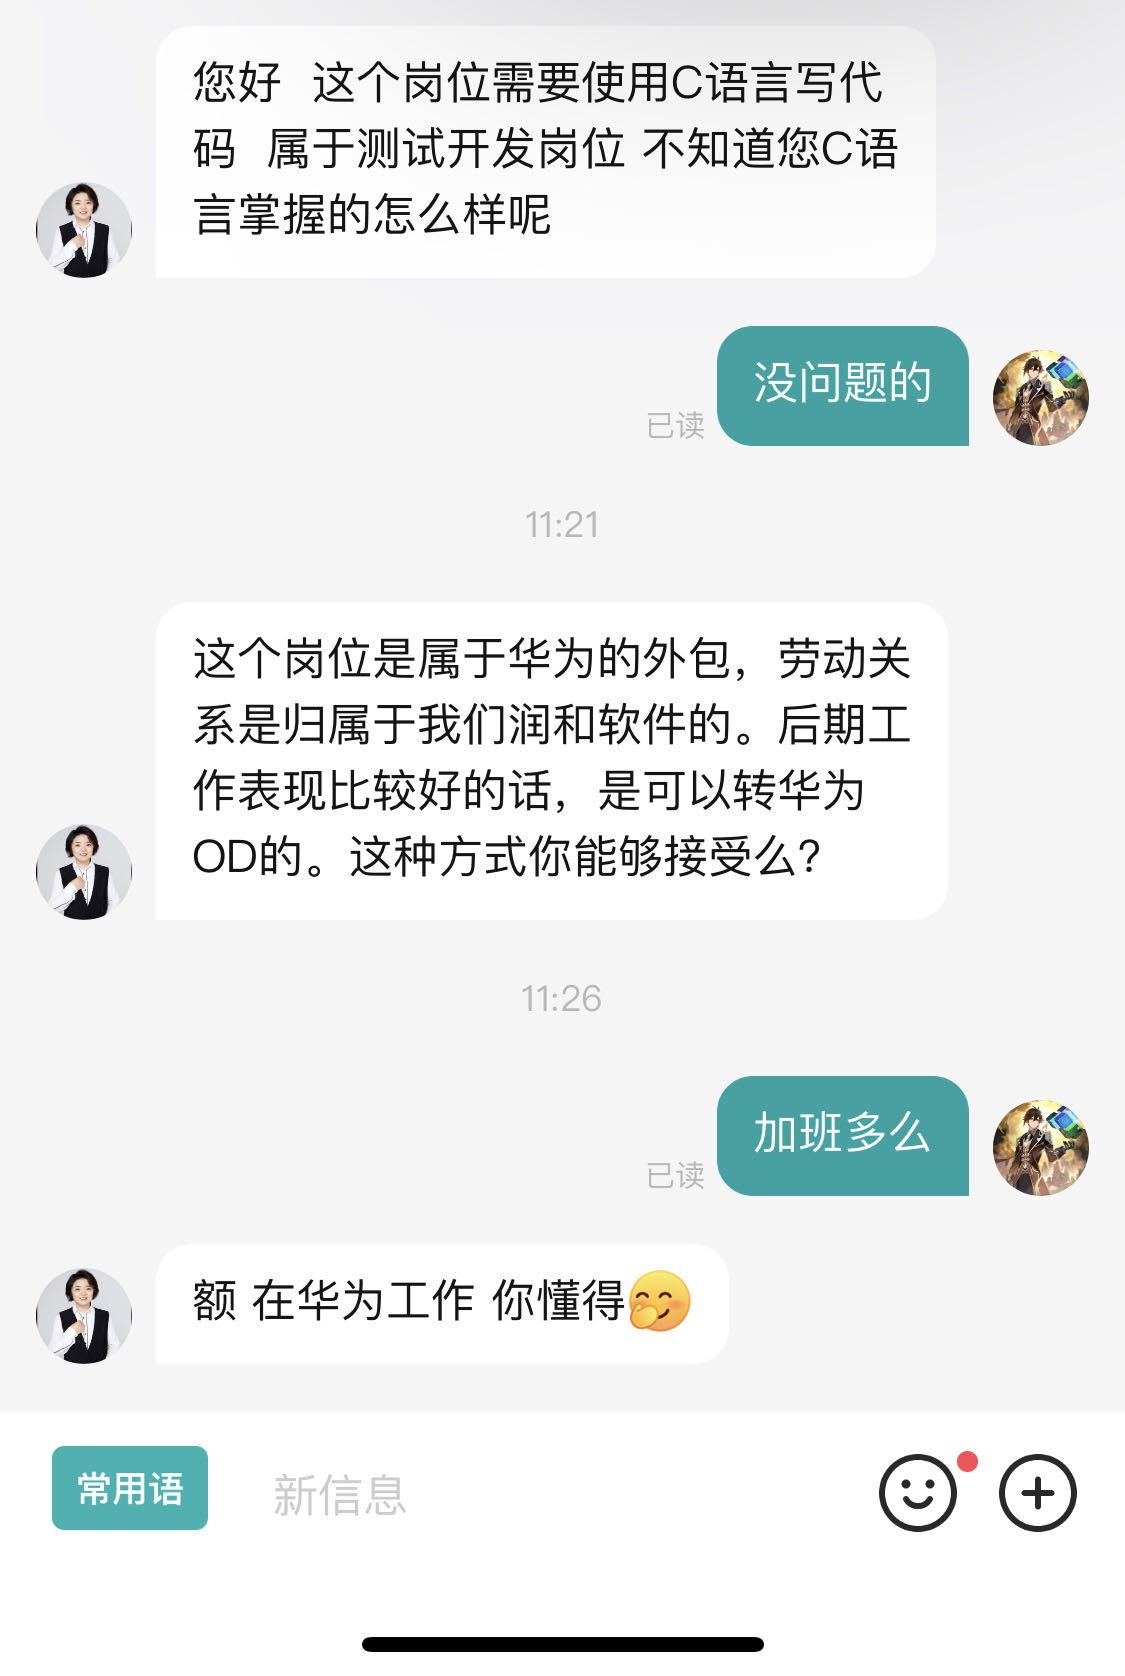 您好  这个岗位需要使用C语言写代
码  属于测试开发岗位 不知道您C语
言掌握的怎么样呢
没问题的
已读
11:21
这个岗位是属于华为的外包，劳动关
系是归属于我们润和软件的。后期工
作表现比较好的话，是可以转华为
OD的。这种方式你能够接受么?
11:26
加班多么
已读
额 在华为工作 你懂得🤭
常用语
新信息